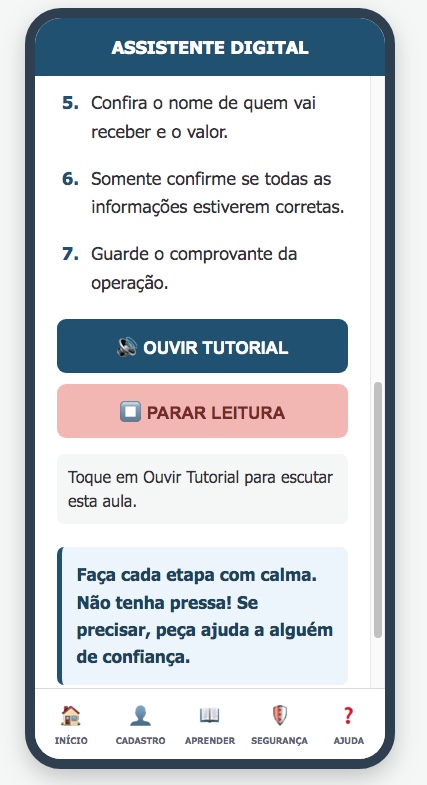 ASSISTENTE DIGITAL
5. Confira o nome de quem vai
receber e o valor.
6. Somente confirme se todas as
informações estiverem corretas.
7. Guarde o comprovante da
operação.
OUVIR TUTORIAL
PARAR LEITURA
Toque em Ouvir Tutorial para escutar
esta aula.
Faça cada etapa com calma.
Não tenha pressa! Se
precisar, peça ajuda a alguém
de confiança.
INÍCIO CADASTRO APRENDER SEGURANÇA AJUDA